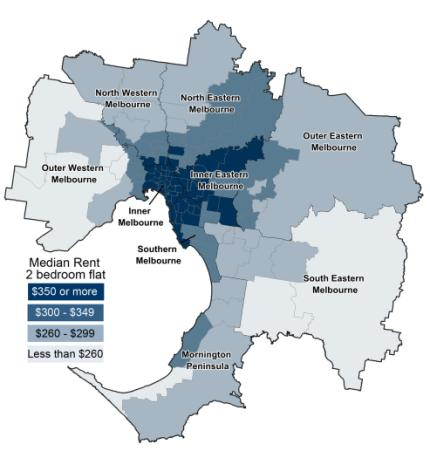 North Western
Melbourne
North Eastern
Melbourne
Outer Eastern
Melbourne
Outer Western
Melbourne
Inner Eastern
Melbourne
Inner
Melbourne
Southern
Melbourne
South Eastern
Melbourne
Mornington
Peninsula
Median Rent
2 bedroom flat
$350 or more
$300 - $349
$260 - $299
Less than $260